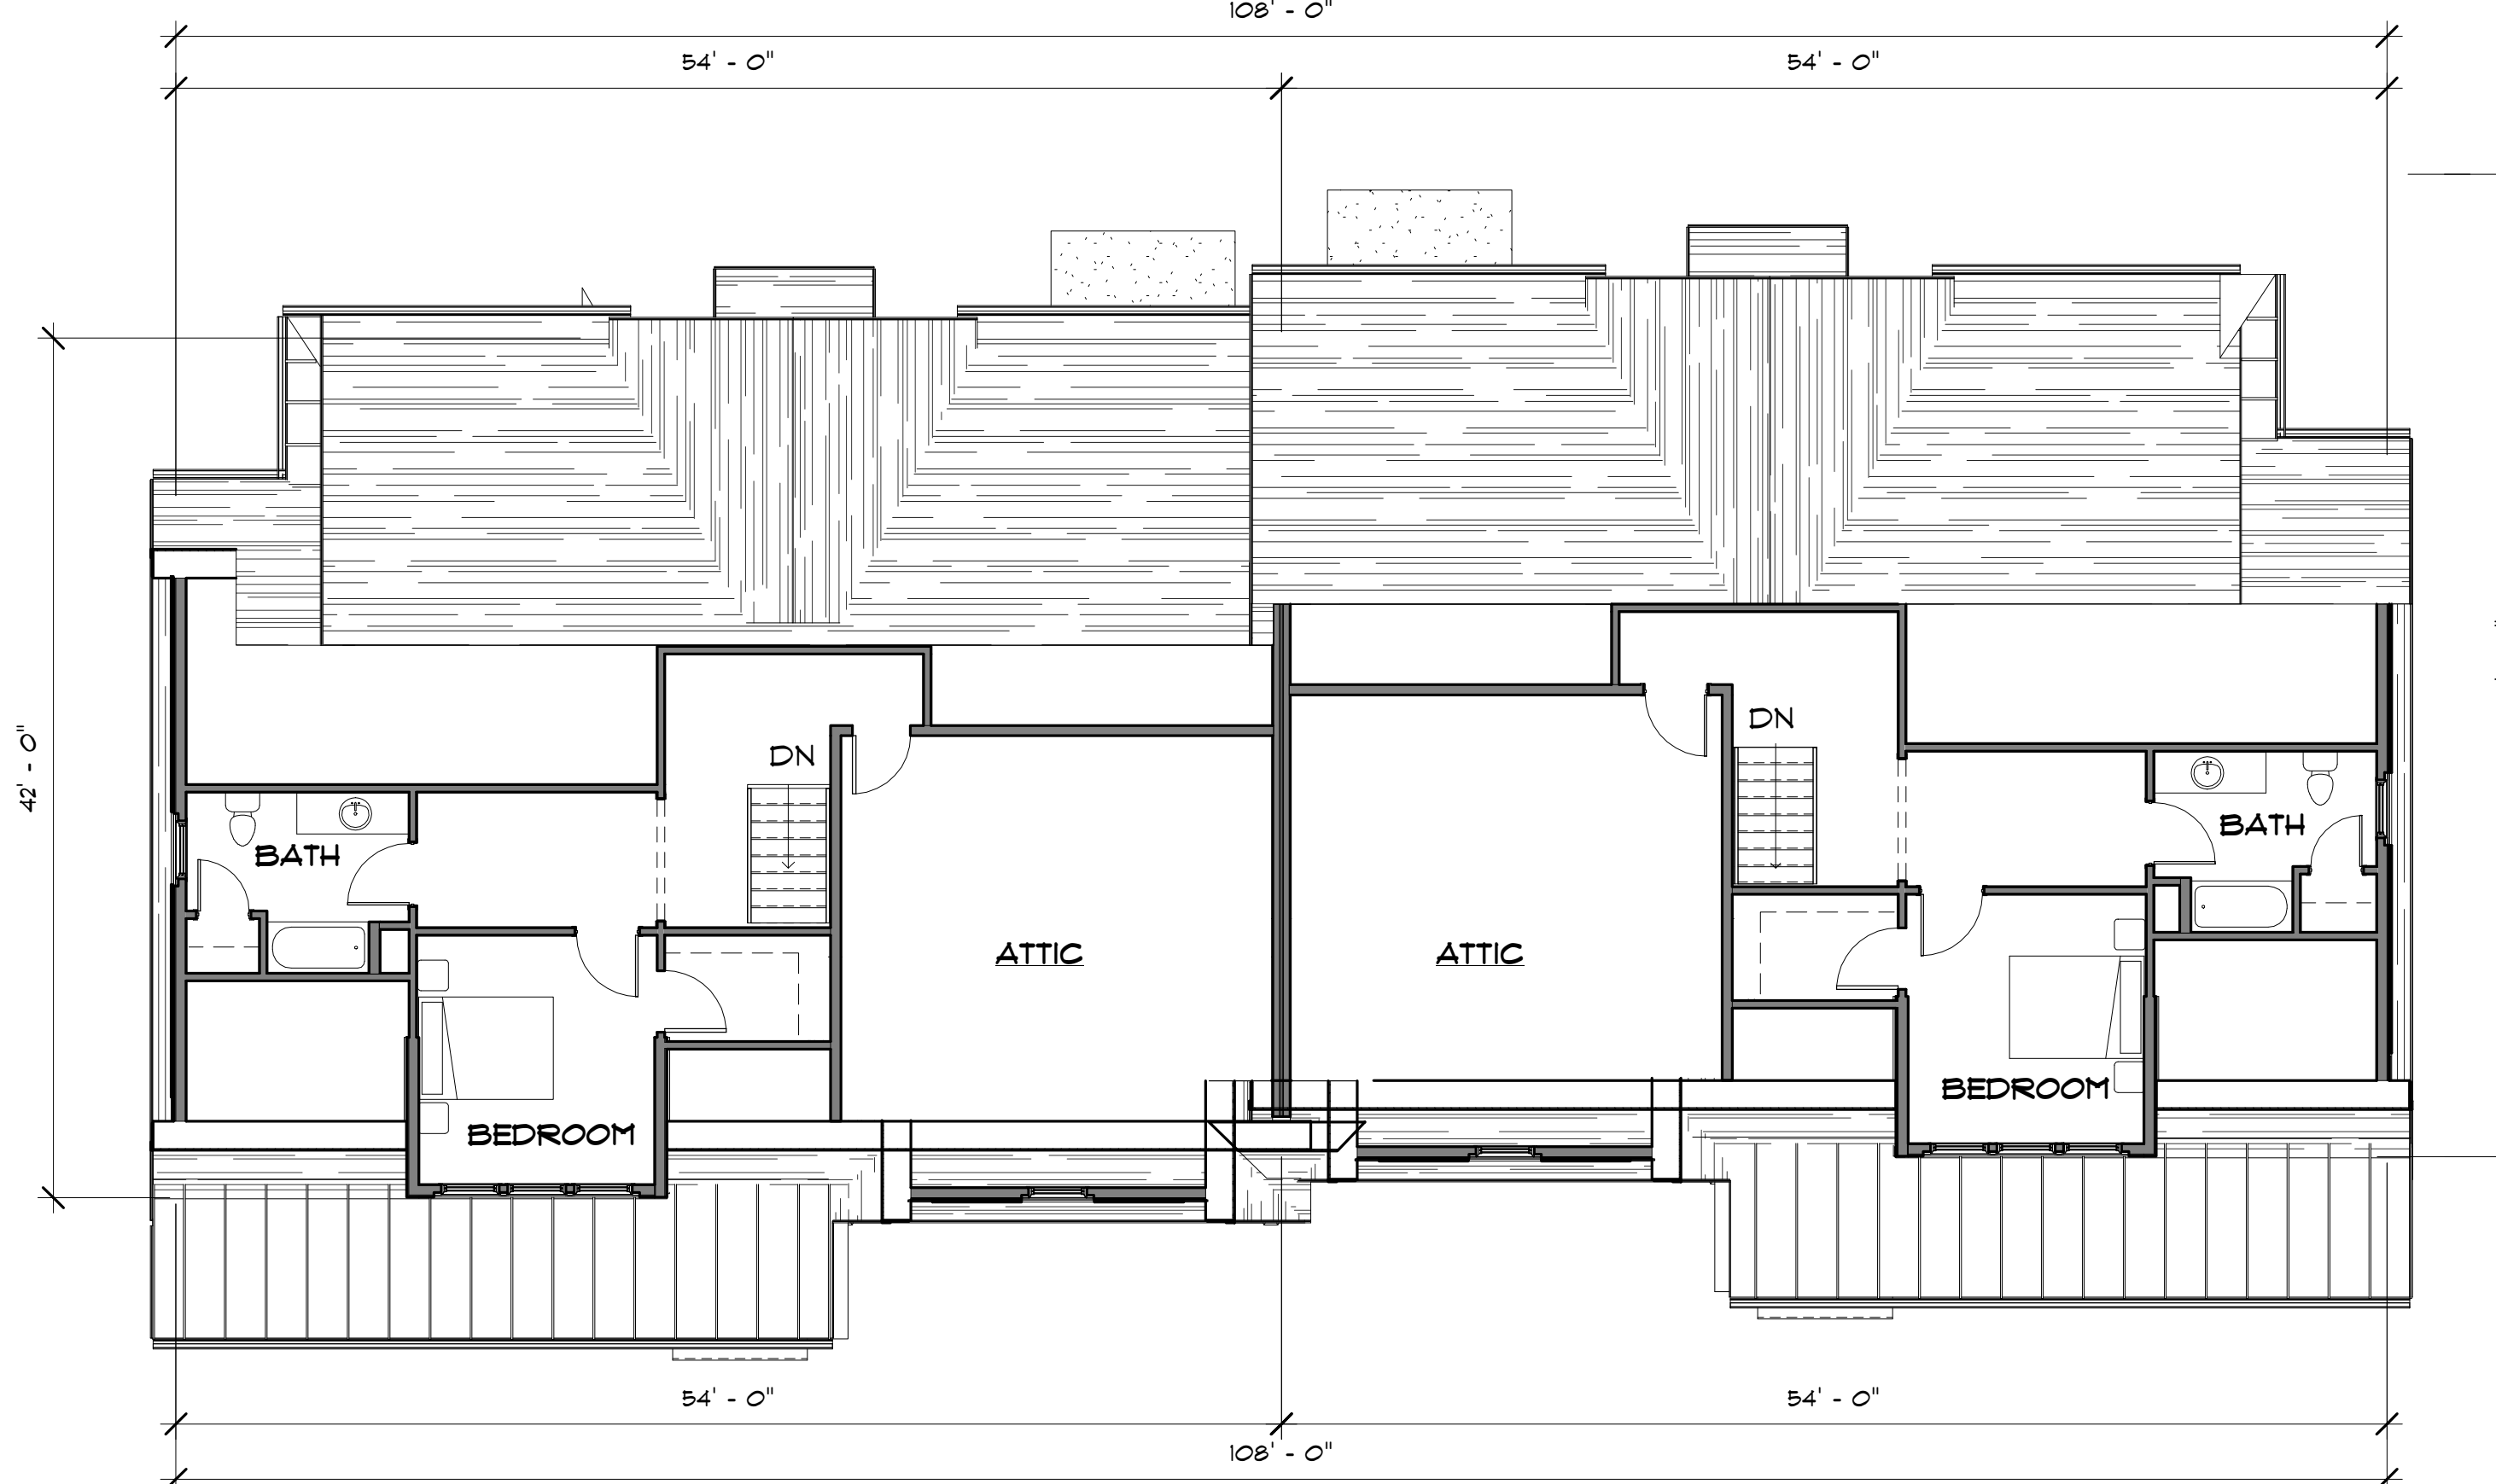 108' - 0"
54' - 0"
54' - 0"
42' - 0"
DN
DN
BATH
BATH
ATTIC
ATTIC
BEDROOM
BEDROOM
54' - 0"
54' - 0"
108' - 0"